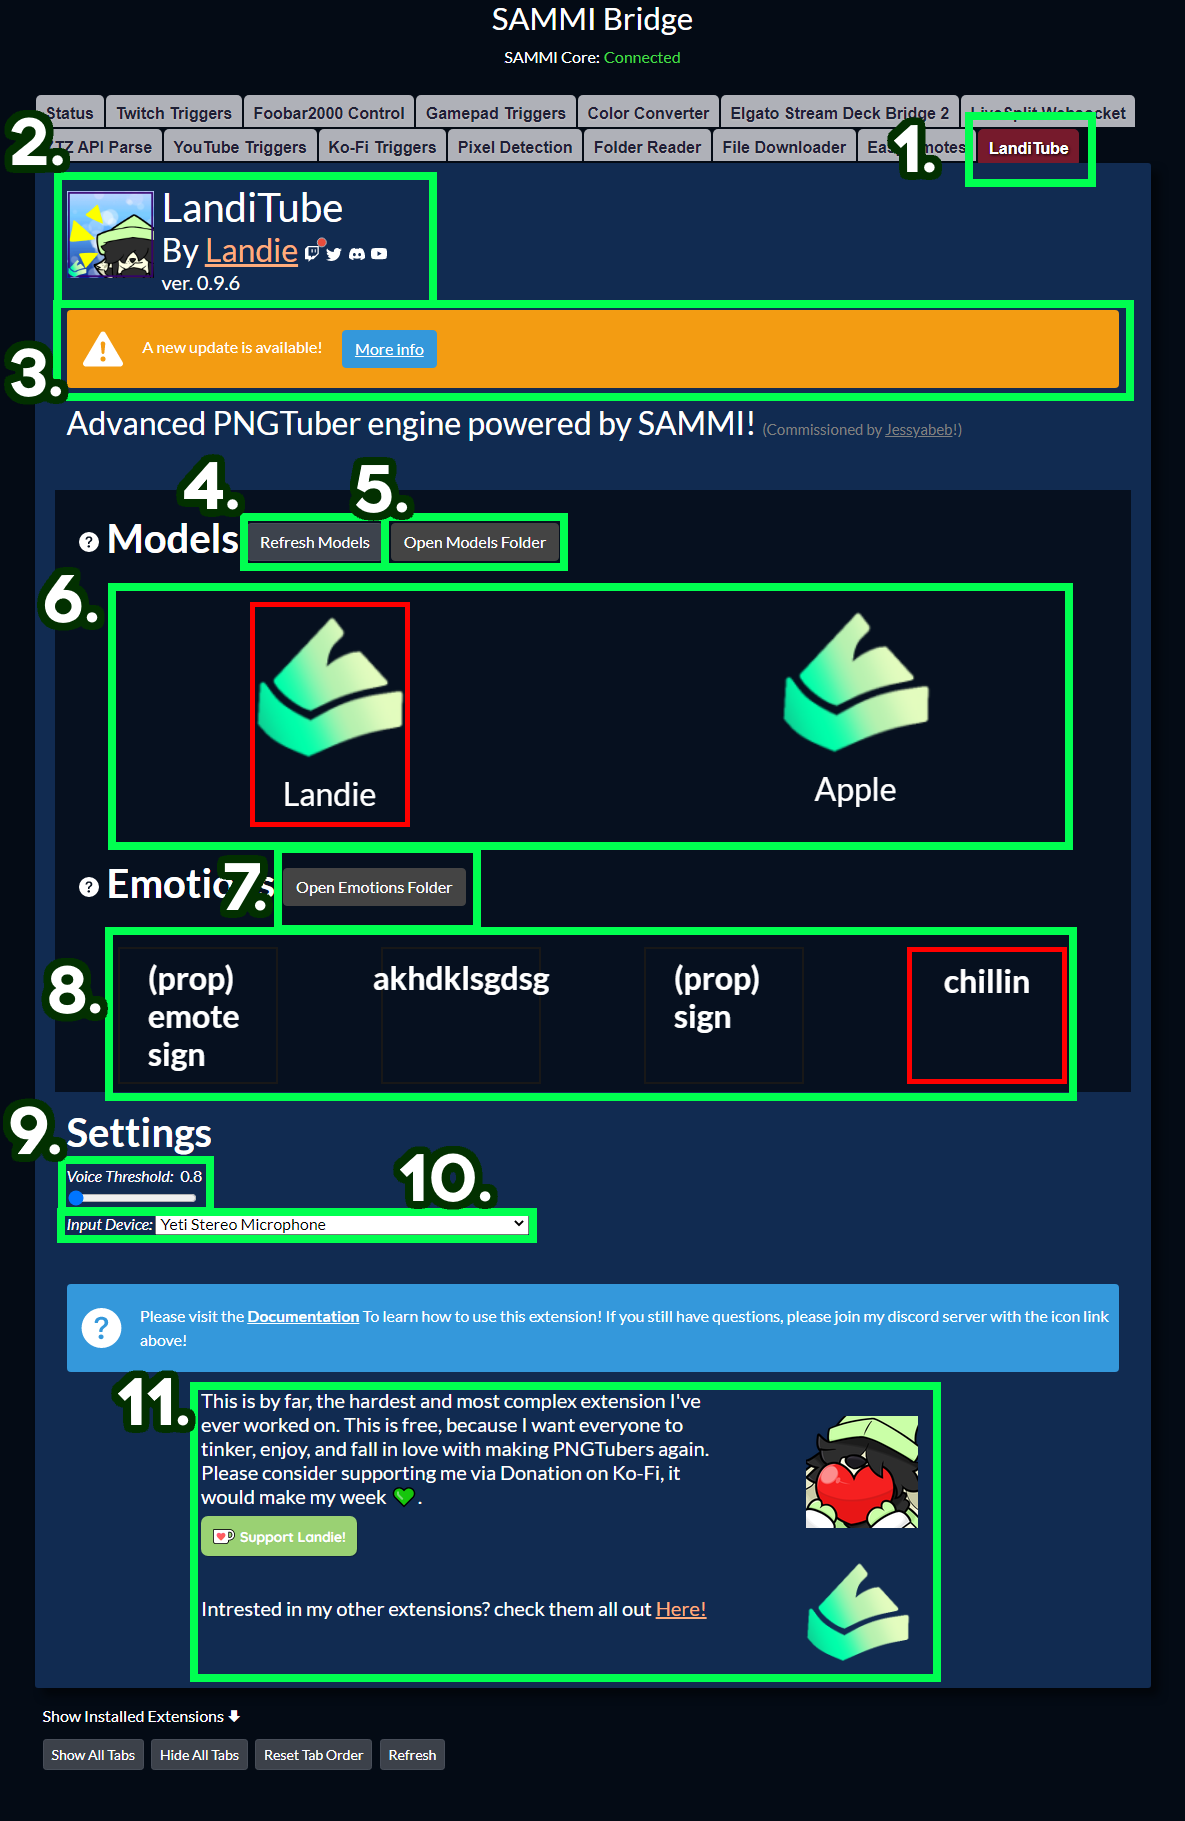 SAMMI Bridge
SAMMI Core: Connected
Status Twitch Triggers Foobar2000 Control Gamepad Triggers Color Converter Elgato Stream Deck Bridge 2 LiveSplit Websocket
2. API Parse YouTube Triggers Ko-Fi Triggers Pixel Detection Folder Reader File Downloader 1. LandiTube
LandiTube
By Landie
ver. 0.9.6
3. A new update is available! More info
Advanced PNGTuber engine powered by SAMMI! (Commissioned by Jessyabeb!)
4. 5.
? Models Refresh Models Open Models Folder
6.
Landie Apple
? Emotions 7. Open Emotions Folder
8.
(prop) akhdklsgdsg (prop) chillin
emote sign
sign
9. Settings
Voice Threshold: 0.8
10.
Input Device: Yeti Stereo Microphone
? Please visit the Documentation To learn how to use this extension! If you still have questions, please join my discord server with the icon link
above!
11.
This is by far, the hardest and most complex extension I've
ever worked on. This is free, because I want everyone to
tinker, enjoy, and fall in love with making PNGTubers again.
Please consider supporting me via Donation on Ko-Fi, it
would make my week 💚 .
Support Landie!
Intrested in my other extensions? check them all out Here!
Show Installed Extensions 🡇
Show All Tabs Hide All Tabs Reset Tab Order Refresh